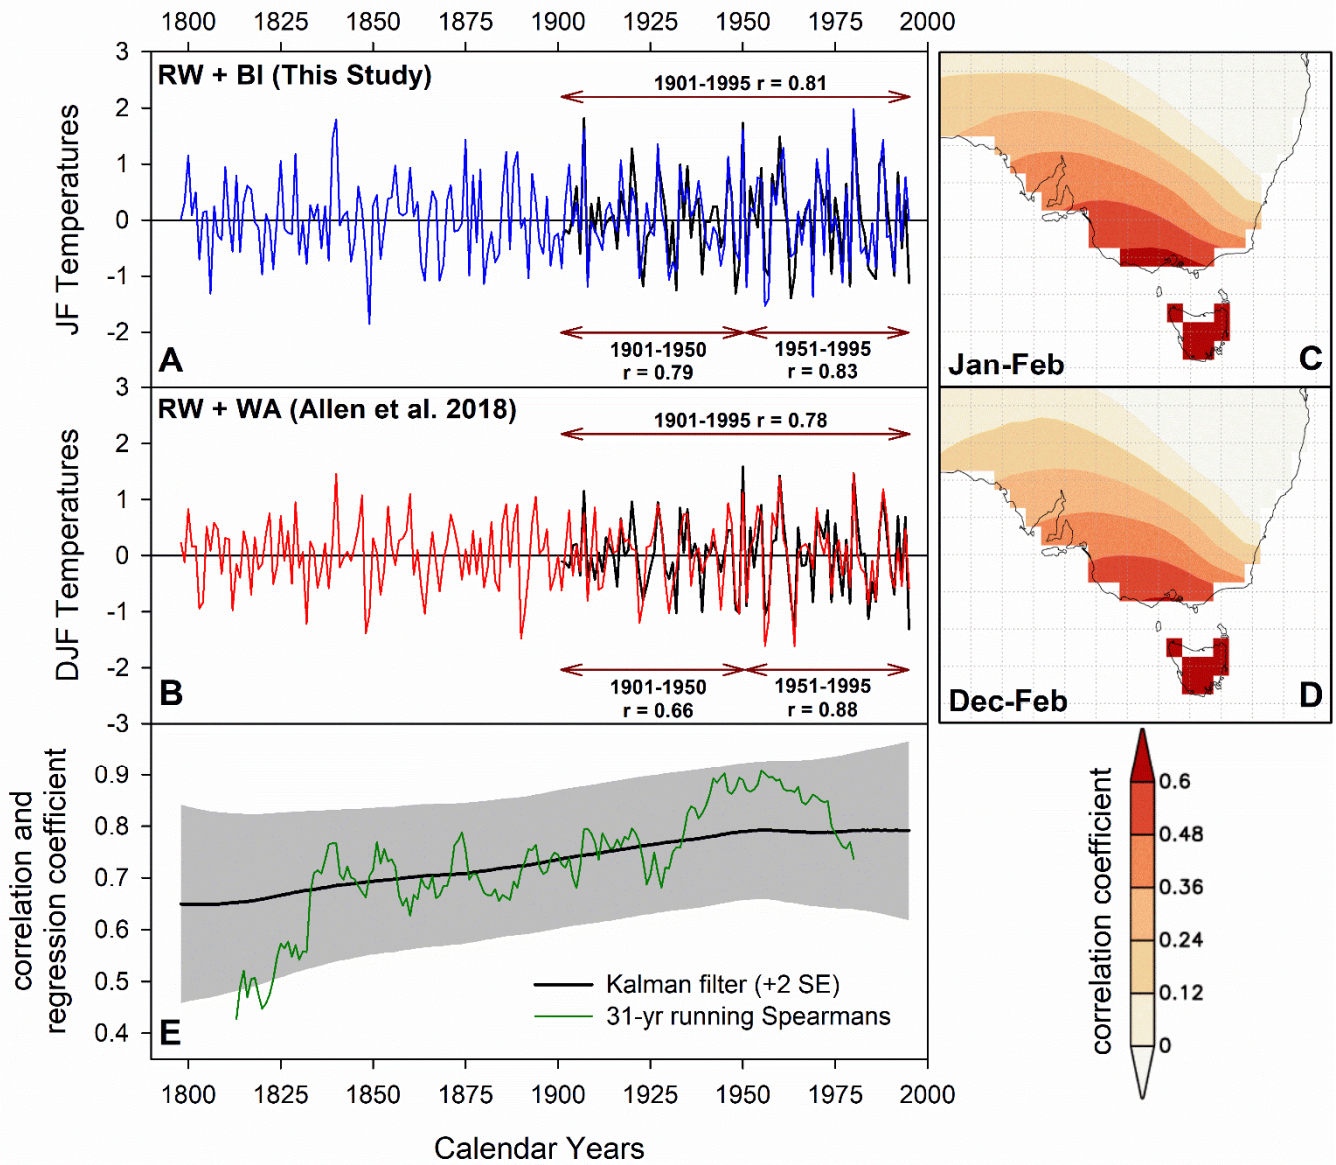 1800 1825 1850 1875 1900 1925 1950 1975 2000
3
2
1
0
-1
-2
3
JF Temperatures
RW + BI (This Study)
1901-1995 r = 0.81
1901-1950
r = 0.79
1951-1995
r = 0.83
A
Jan-Feb
C
2
1
0
-1
-2
-3
DJF Temperatures
RW + WA (Allen et al. 2018)
1901-1995 r = 0.78
1901-1950
r = 0.66
1951-1995
r = 0.88
B
Dec-Feb
D
0.9
0.8
0.7
0.6
0.5
0.4
correlation and
regression coefficient
Kalman filter (+2 SE)
31-yr running Spearmans
E
correlation coefficient
0.6
0.48
0.36
0.24
0.12
0
1800 1825 1850 1875 1900 1925 1950 1975 2000
Calendar Years